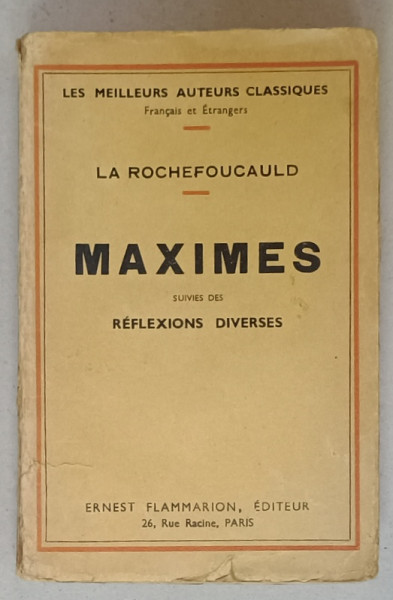 LES MEILLEURS AUTEURS CLASSIQUES
Français et Étrangers
LA ROCHEFOUCAULD
MAXIMES
SUIVIES DES
RÉFLEXIONS DIVERSES
ERNEST FLAMMARION, ÉDITEUR
26, Rue Racine, PARIS